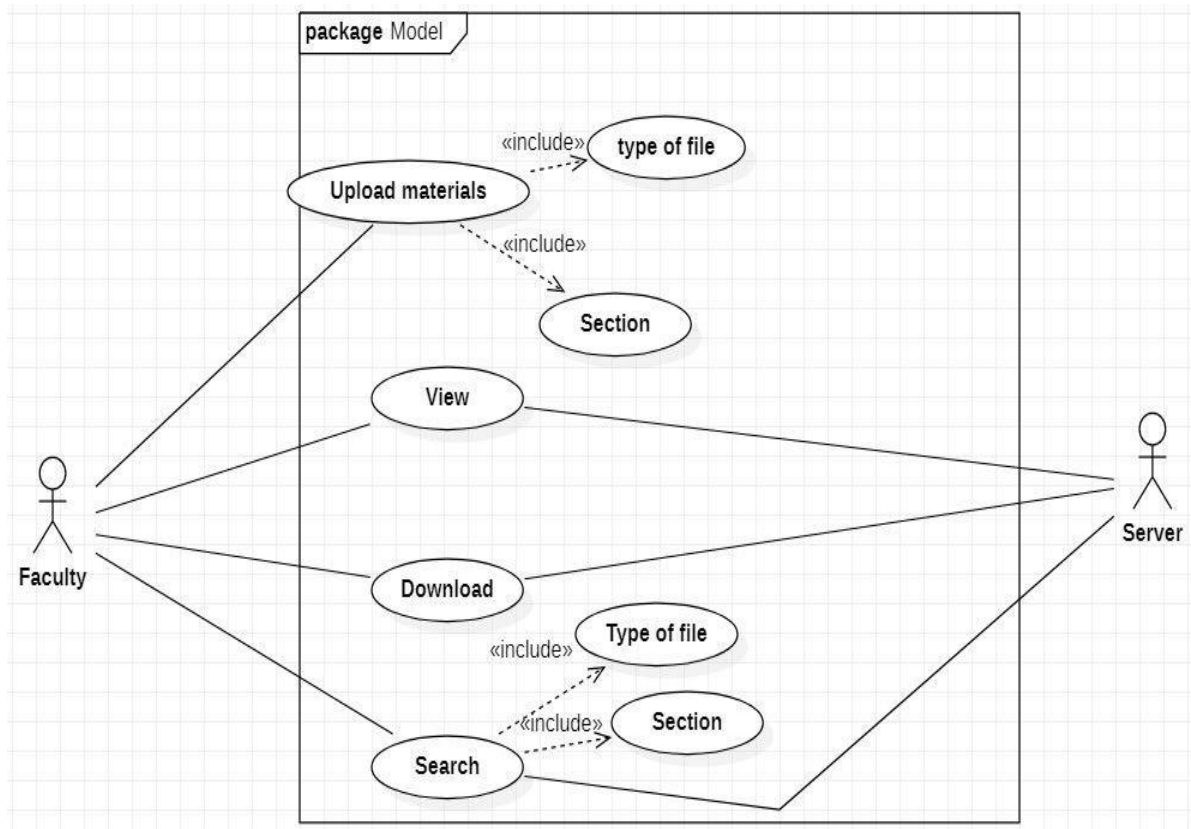 package Model
«include»
type of file
Upload materials
«include»
Section
View
Server
Faculty
Download
Type of file
«include»
Section
«include»
Search